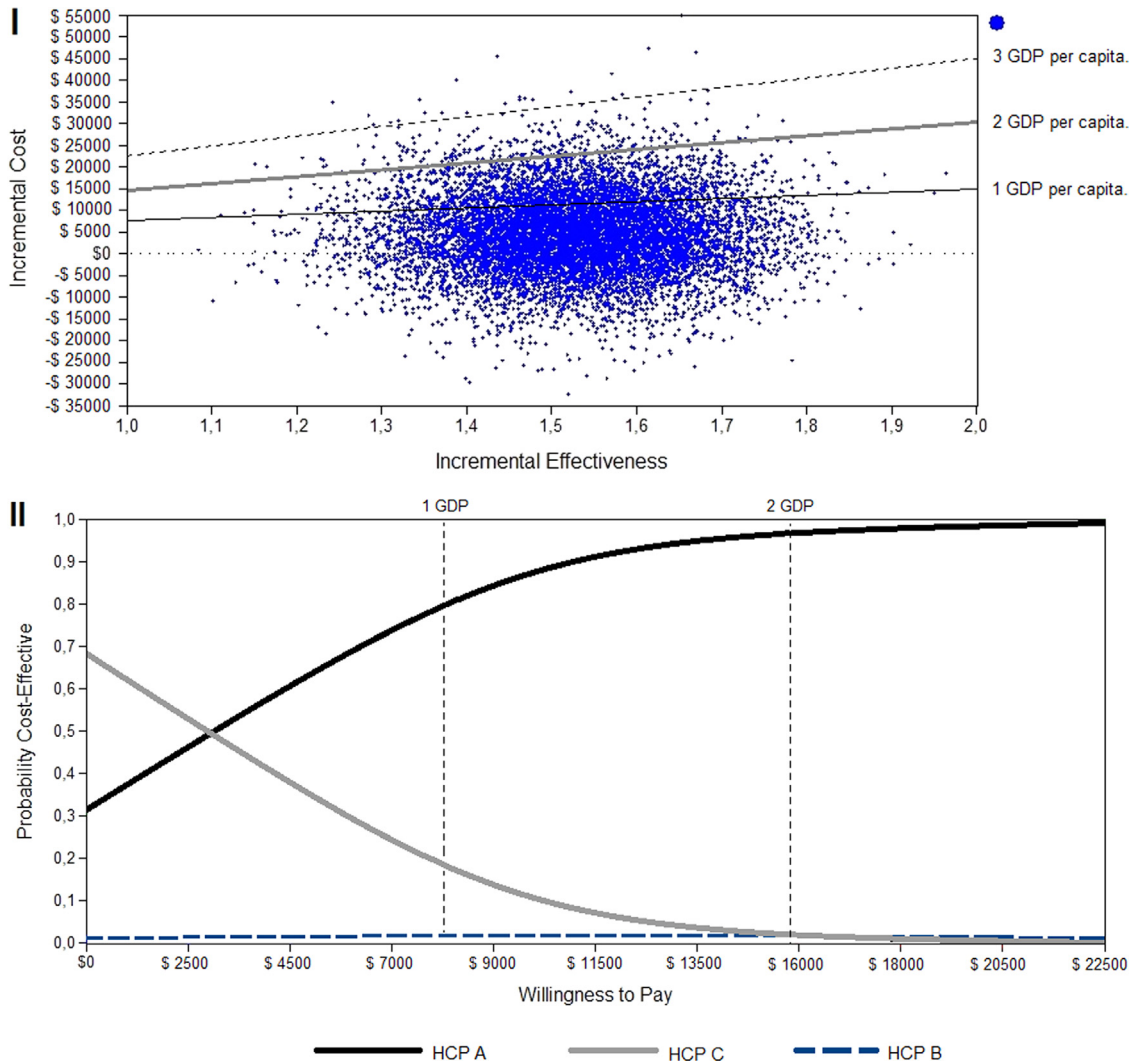 I
$ 55000
$ 50000
$ 45000
$ 40000
$ 35000
$ 30000
$ 25000
$ 20000
$ 15000
$ 10000
$ 5000
$0
-$ 5000
-$ 10000
-$ 15000
-$ 20000
-$ 25000
-$ 30000
-$ 35000
Incremental Cost
1,0 1,1 1,2 1,3 1,4 1,5 1,6 1,7 1,8 1,9 2,0
Incremental Effectiveness
3 GDP per capita.
2 GDP per capita.
1 GDP per capita.
II
1 GDP 2 GDP
1,0
0,9
0,8
0,7
0,6
0,5
0,4
0,3
0,2
0,1
0,0
Probability Cost-Effective
$0 $ 2500 $ 4500 $ 7000 $ 9000 $ 11500 $ 13500 $ 16000 $ 18000 $ 20500 $ 22500
Willingness to Pay
HCP A HCP C HCP B